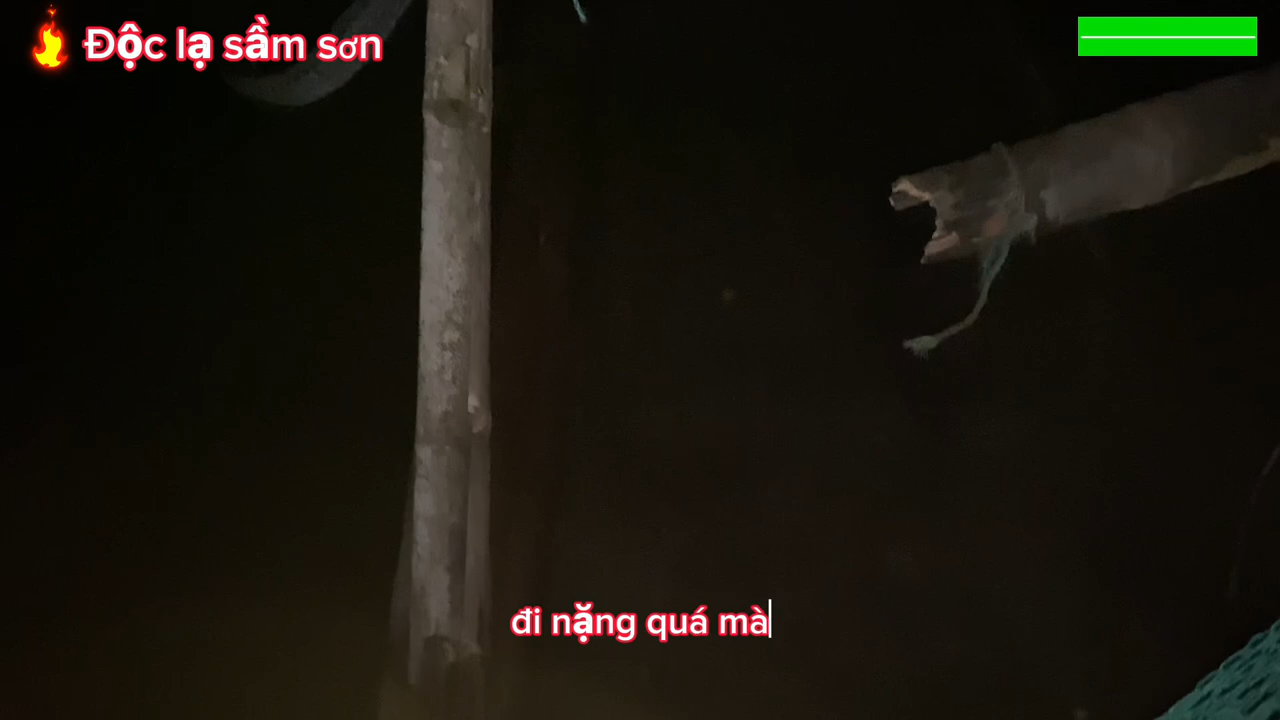 Độc lạ sầm sơn
đi nặng quá mà